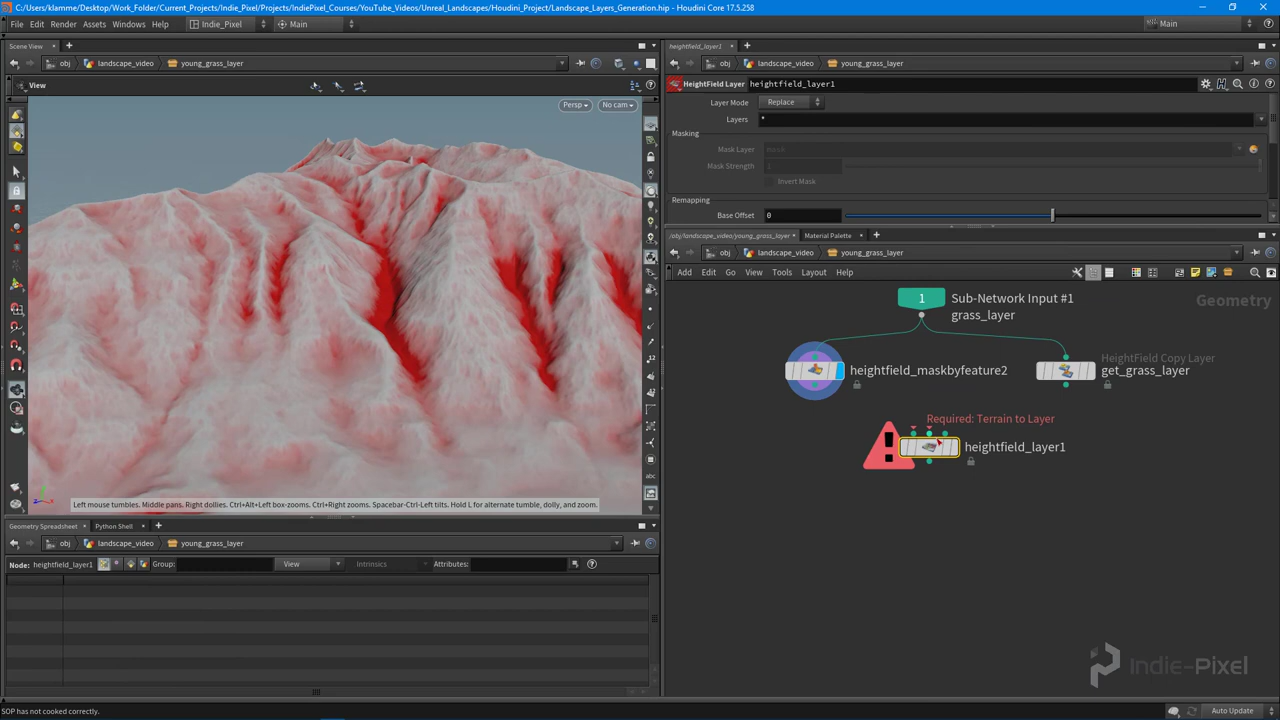 C:/Users/klamme/Desktop/Work_Folder/Current_Projects/Indie_Pixel/Projects/IndiePixel_Courses/YouTube_Videos/Unreal_Landscapes/Houdini_Project/Landscape_Layers_Generation.hip - Houdini Core 17.5.258
File Edit Render Assets Windows Help Indie_Pixel Main Main
Scene View
obj landscape_video young_grass_layer
View
Persp No cam
Left mouse tumbles. Middle pans. Right dollies. Ctrl+Alt+Left box-zooms. Ctrl+Right zooms. Spacebar-Ctrl-Left tilts. Hold L for alternate tumble, dolly, and zoom.
Geometry Spreadsheet Python Shell
obj landscape_video young_grass_layer
Node: heightfield_layer1 Group: View Intrinsics Attributes:
heightfield_layer1
obj landscape_video young_grass_layer
HeightField Layer heightfield_layer1
Layer Mode Replace
Layers *
Masking
Mask Layer mask
Mask Strength
Invert Mask
Remapping
Base Offset 0
/obj/landscape_video/young_grass_layer Material Palette
obj landscape_video young_grass_layer
Add Edit Go View Tools Layout Help
1 Sub-Network Input #1
grass_layer
Geometry
heightfield_maskbyfeature2
HeightField Copy Layer
get_grass_layer
Required: Terrain to Layer
heightfield_layer1
Indie-Pixel
SOP has not cooked correctly.
Auto Update